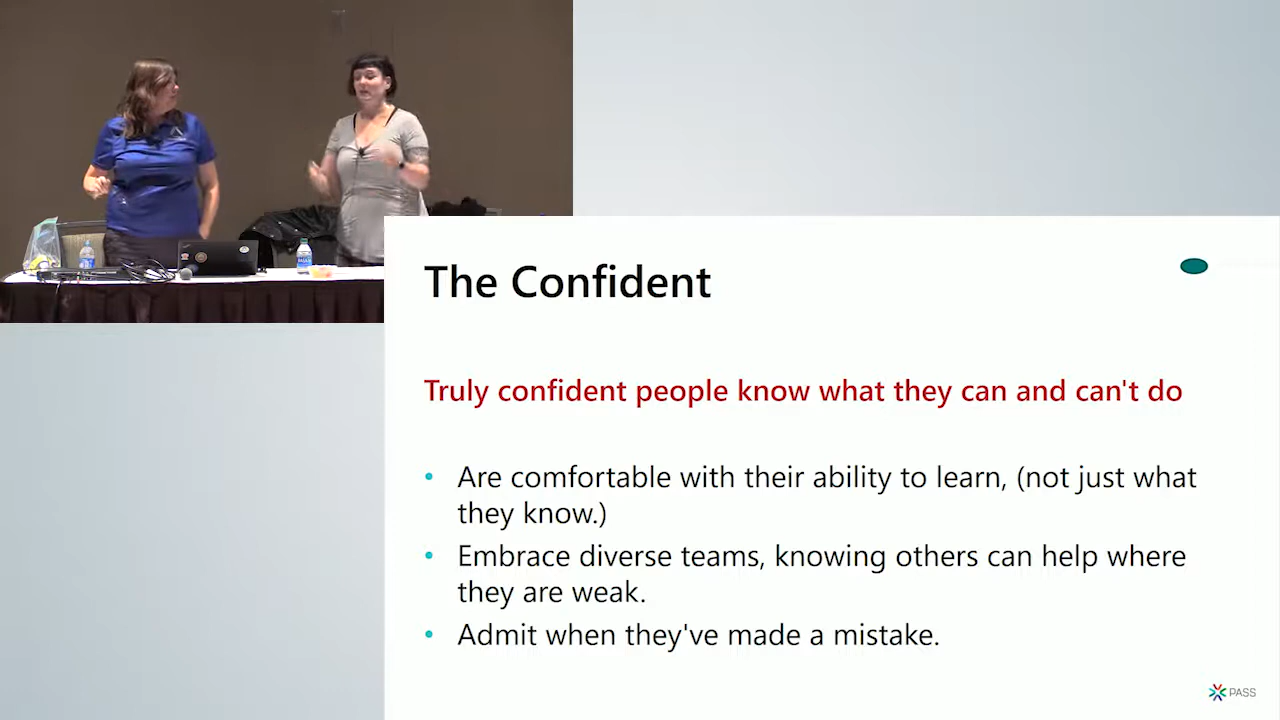 The Confident
Truly confident people know what they can and can't do
• Are comfortable with their ability to learn, (not just what
they know.)
• Embrace diverse teams, knowing others can help where
they are weak.
• Admit when they've made a mistake.
PASS